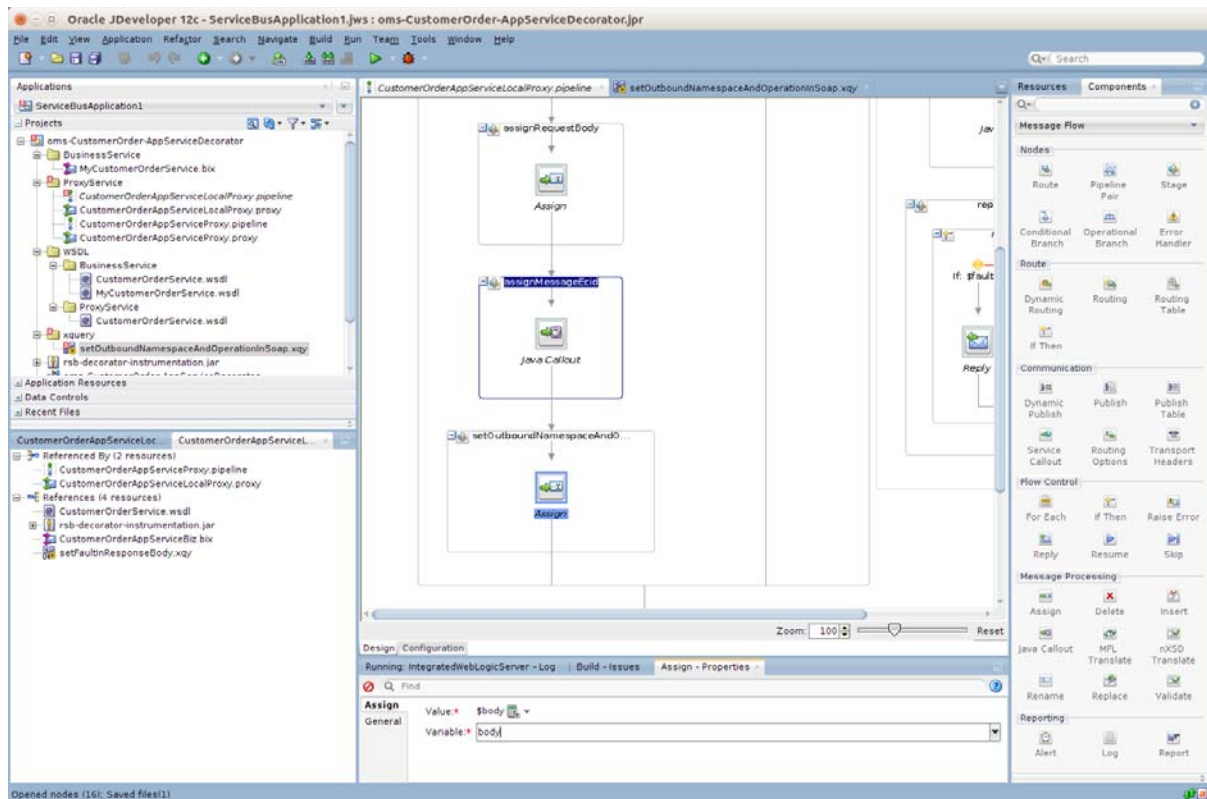 Oracle JDeveloper 12c - ServiceBusApplication1.jws : oms-CustomerOrder-AppServiceDecorator.jpr
File Edit View Application Refactor Search Navigate Build Run Team Tools Window Help
Search
Applications
ServiceBusApplication1
Projects
oms-CustomerOrder-AppServiceDecorator
BusinessService
MyCustomerOrderService.bix
ProxyService
CustomerOrderAppServiceLocalProxy.pipeline
CustomerOrderAppServiceLocalProxy.proxy
CustomerOrderAppServiceProxy.pipeline
CustomerOrderAppServiceProxy.proxy
WSDL
BusinessService
CustomerOrderService.wsdl
MyCustomerOrderService.wsdl
ProxyService
CustomerOrderService.wsdl
xquery
setOutboundNamespaceAndOperationInSoap.xqy
rsb-decorator-instrumentation.jar
Application Resources
Data Controls
Recent Files
CustomerOrderAppServiceLoc... CustomerOrderAppServiceL...
Referenced By (2 resources)
CustomerOrderAppServiceProxy.pipeline
CustomerOrderAppServiceLocalProxy.proxy
References (4 resources)
CustomerOrderService.wsdl
rsb-decorator-instrumentation.jar
CustomerOrderAppServiceBiz.bix
setFaultInResponseBody.xqy
CustomerOrderAppServiceLocalProxy.pipeline setOutboundNamespaceAndOperationInSoap.xqy
assignRequestBody
Assign
assignMessageEcid
Java Callout
setOutboundNamespaceAndO...
Assign
Jav
rep
r
If: $fault
Reply
Zoom: 100 Reset
Design Configuration
Running: IntegratedWebLogicServer - Log Build - Issues Assign - Properties
Find
Assign
General
Value:* $body
Variable:* body
Resources Components
Message Flow
Nodes
Route Pipeline Pair Stage
Conditional Branch Operational Branch Error Handler
Route
Dynamic Routing Routing Routing Table
If Then
Communication
Dynamic Publish Publish Publish Table
Service Callout Routing Options Transport Headers
Flow Control
For Each If Then Raise Error
Reply Resume Skip
Message Processing
Assign Delete Insert
Java Callout MFL Translate nXSD Translate
Rename Replace Validate
Reporting
Alert Log Report
Opened nodes (16); Saved files(1)